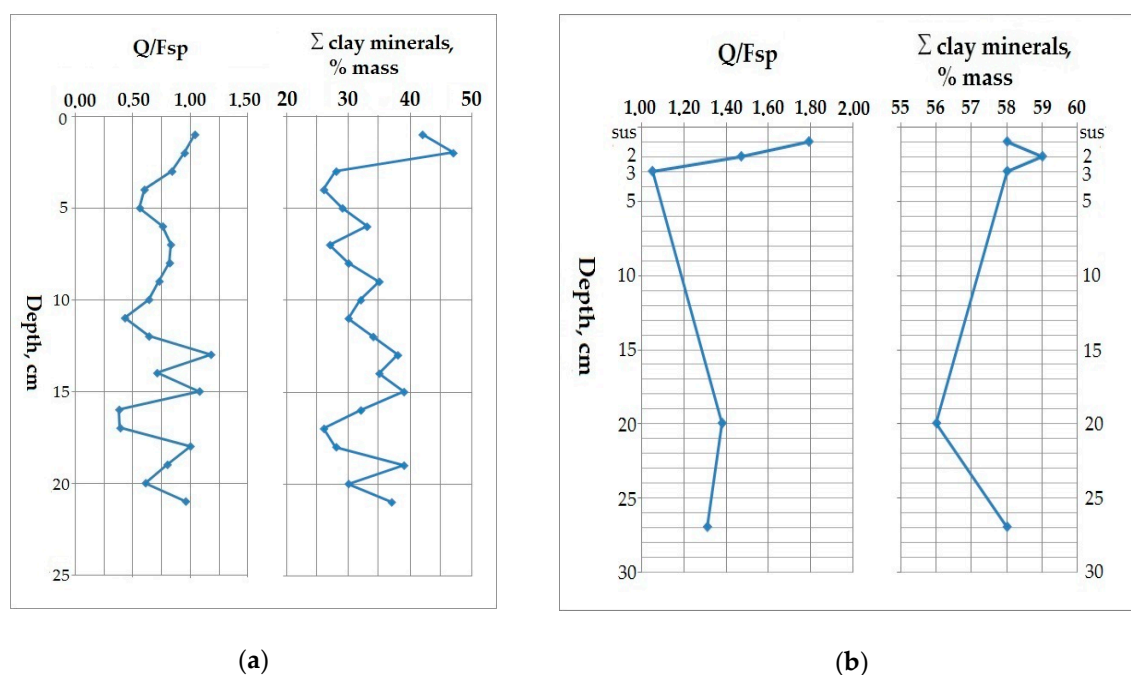 Q/Fsp
0,00 0,50 1,00 1,50
∑ clay minerals,
% mass
20 30 40 50
0
5
10
15
20
25
Depth, cm
(a)
Q/Fsp
1,00 1,20 1,40 1,60 1,80 2,00
∑ clay minerals,
% mass
55 56 57 58 59 60
sus
2
3
5
10
15
20
25
30
Depth, cm
sus
2
3
5
10
15
20
25
30
(b)